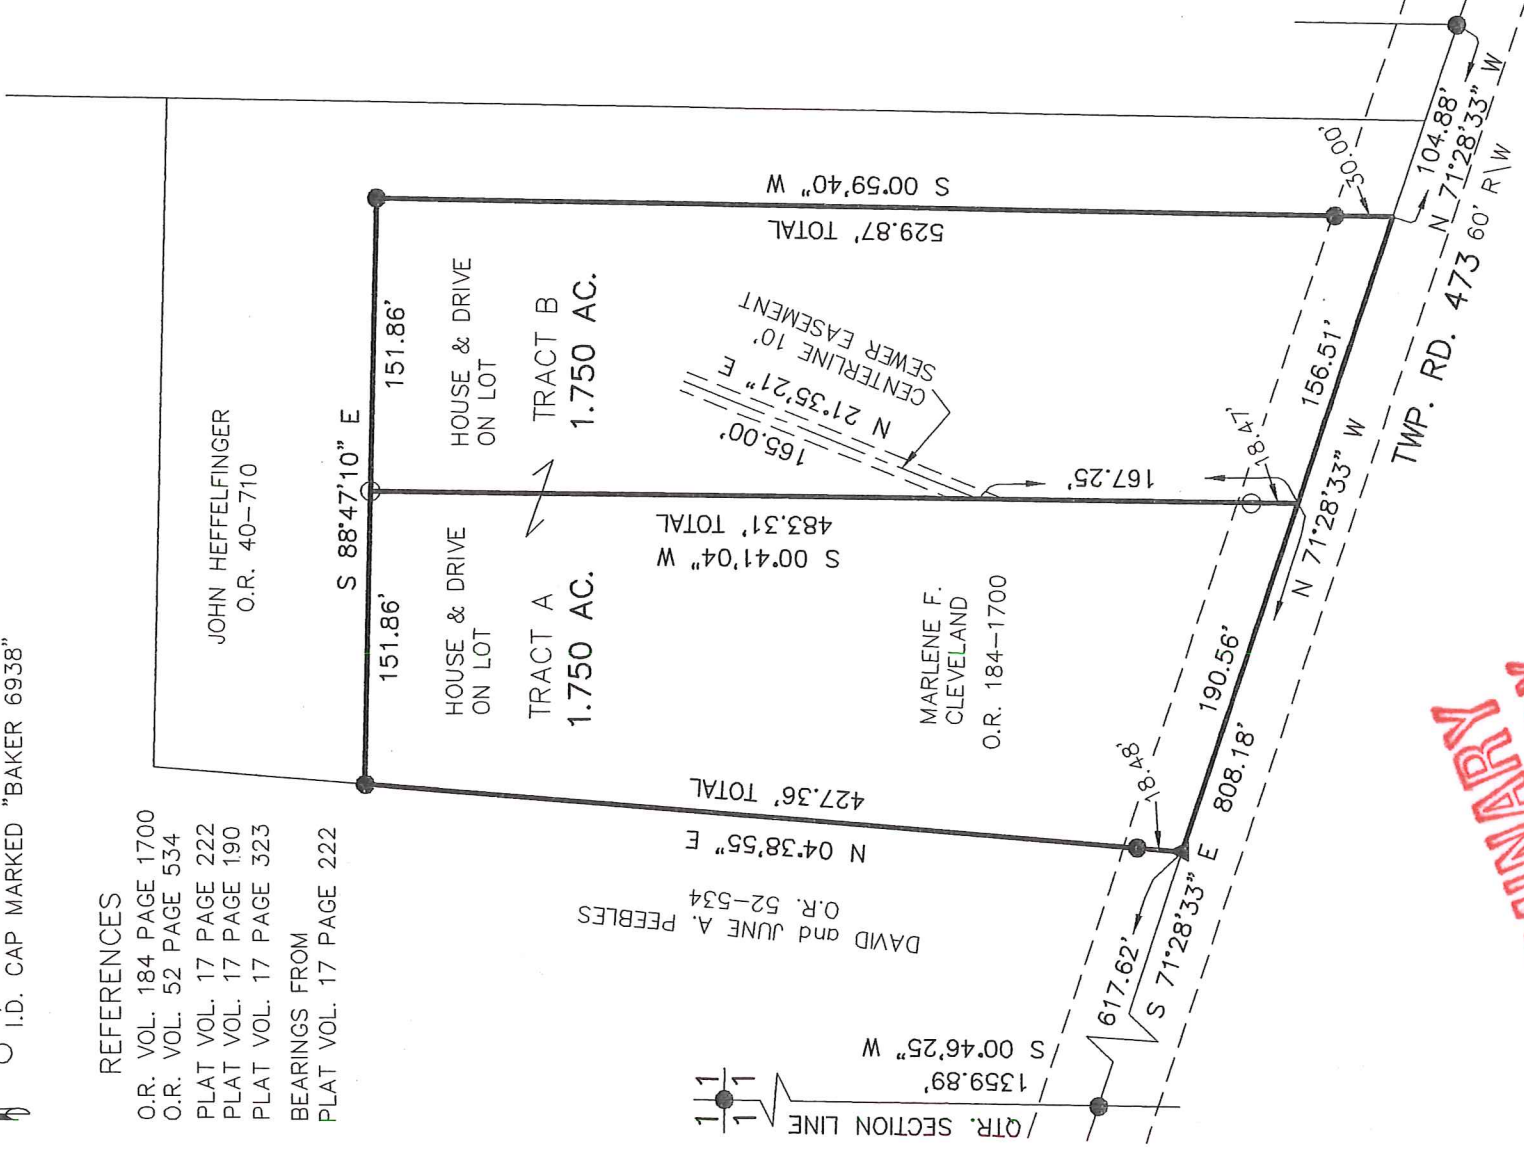 I.D. CAP MARKED "BAKER 6938"
REFERENCES
O.R. VOL. 184 PAGE 1700
O.R. VOL. 52 PAGE 534
PLAT VOL. 17 PAGE 222
PLAT VOL. 17 PAGE 190
PLAT VOL. 17 PAGE 323
BEARINGS FROM
PLAT VOL. 17 PAGE 222
JOHN HEFFELFINGER
O.R. 40-710
S 88°47'10" E
151.86'
151.86'
HOUSE & DRIVE
ON LOT
TRACT A
1.750 AC.
HOUSE & DRIVE
ON LOT
TRACT B
1.750 AC.
S 00°59'40" W
529.87' TOTAL
S 00°41'04" W
483.31' TOTAL
N 04°38'55" E
427.36' TOTAL
CENTERLINE 10'
SEWER EASEMENT
N 21°35'21" E
165.00'
167.25'
MARLENE F.
CLEVELAND
O.R. 184-1700
DAVID and JUNE A. PEEBLES
O.R. 52-534
30.00'
18.47'
18.48'
104.88'
N 71°28'33" W
156.51'
N 71°28'33" W
190.56'
808.18'
617.62'
S 71°28'33" E
TWP. RD. 473 60' R\W
S 00°46'25" W
1359.89'
QTR. SECTION LINE
1 1
1 1
INARY